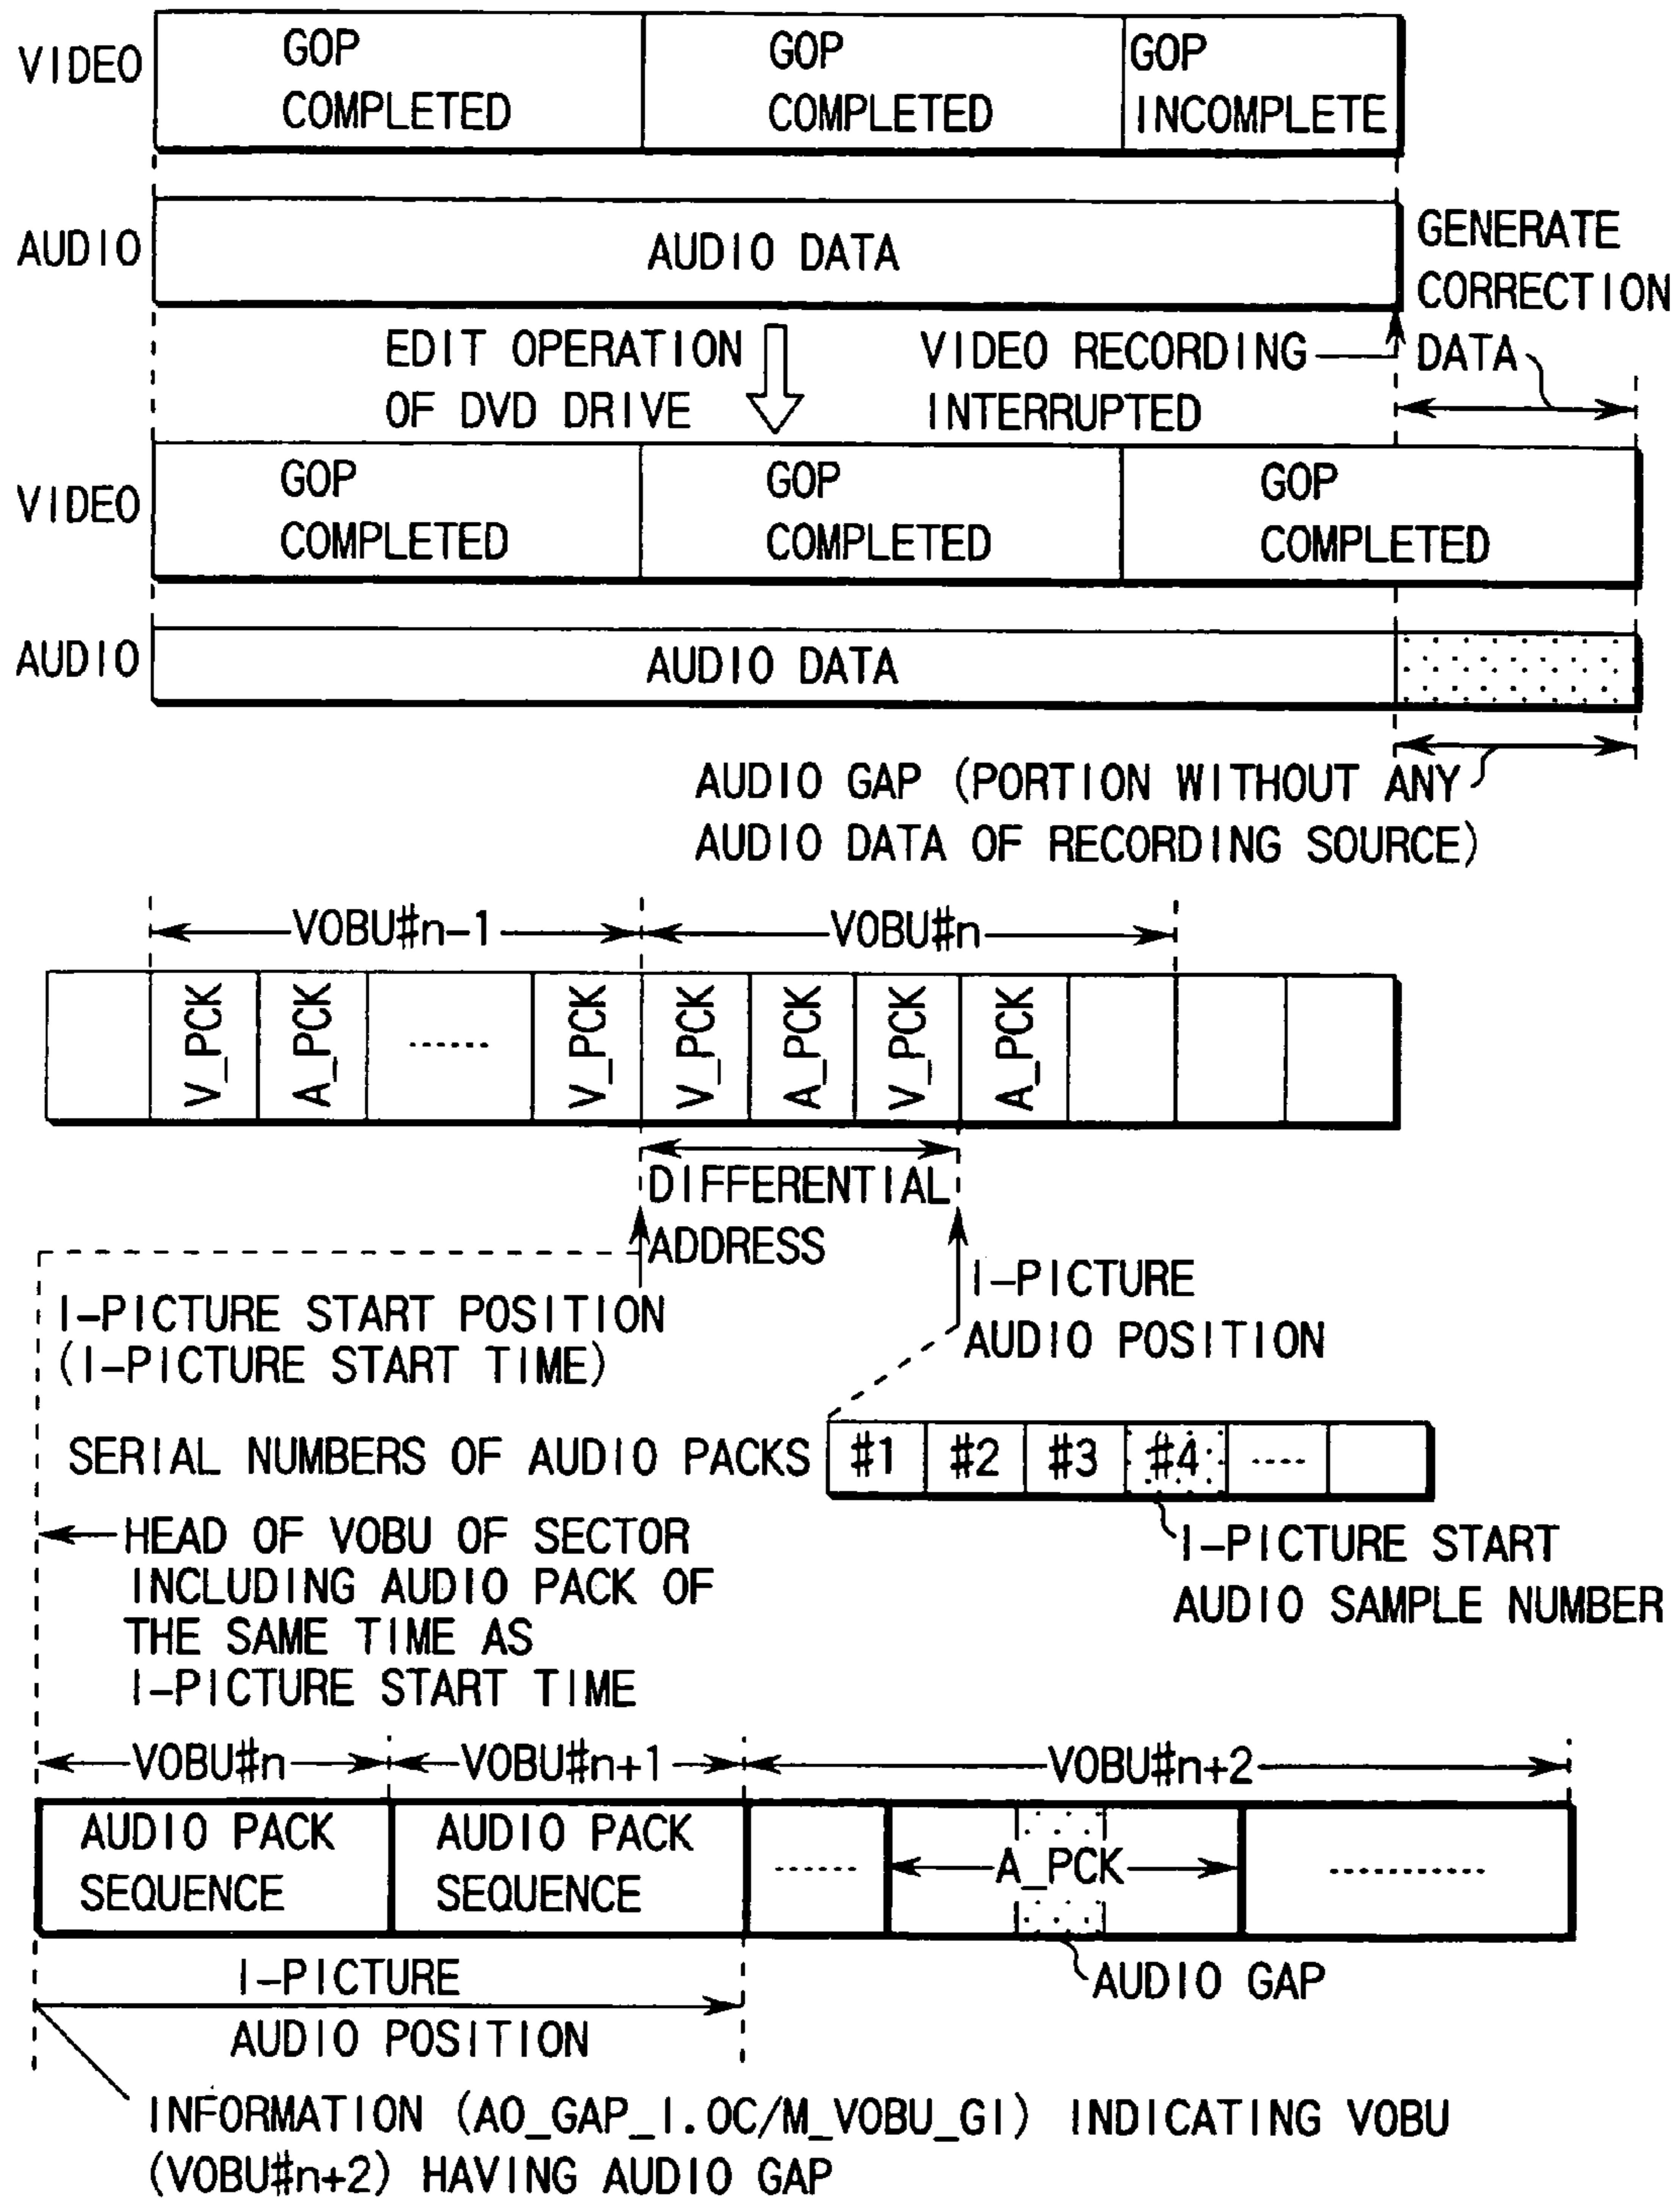 VIDEO
GOP
COMPLETED
GOP
COMPLETED
GOP
INCOMPLETE
AUDIO
AUDIO DATA
GENERATE
CORRECTION
DATA
EDIT OPERATION
OF DVD DRIVE
VIDEO RECORDING
INTERRUPTED
VIDEO
GOP
COMPLETED
GOP
COMPLETED
GOP
COMPLETED
AUDIO
AUDIO DATA
AUDIO GAP (PORTION WITHOUT ANY
AUDIO DATA OF RECORDING SOURCE)
VOBU#n-1
VOBU#n
V_PCK
A_PCK
......
V_PCK
V_PCK
A_PCK
V_PCK
A_PCK
DIFFERENTIAL
ADDRESS
I-PICTURE START POSITION
(I-PICTURE START TIME)
I-PICTURE
AUDIO POSITION
SERIAL NUMBERS OF AUDIO PACKS
#1
#2
#3
#4
....
I-PICTURE START
AUDIO SAMPLE NUMBER
HEAD OF VOBU OF SECTOR
INCLUDING AUDIO PACK OF
THE SAME TIME AS
I-PICTURE START TIME
VOBU#n
VOBU#n+1
VOBU#n+2
AUDIO PACK
SEQUENCE
AUDIO PACK
SEQUENCE
......
A_PCK
...........
AUDIO GAP
I-PICTURE
AUDIO POSITION
INFORMATION (A0_GAP_I.OC/M_VOBU_GI) INDICATING VOBU
(VOBU#n+2) HAVING AUDIO GAP